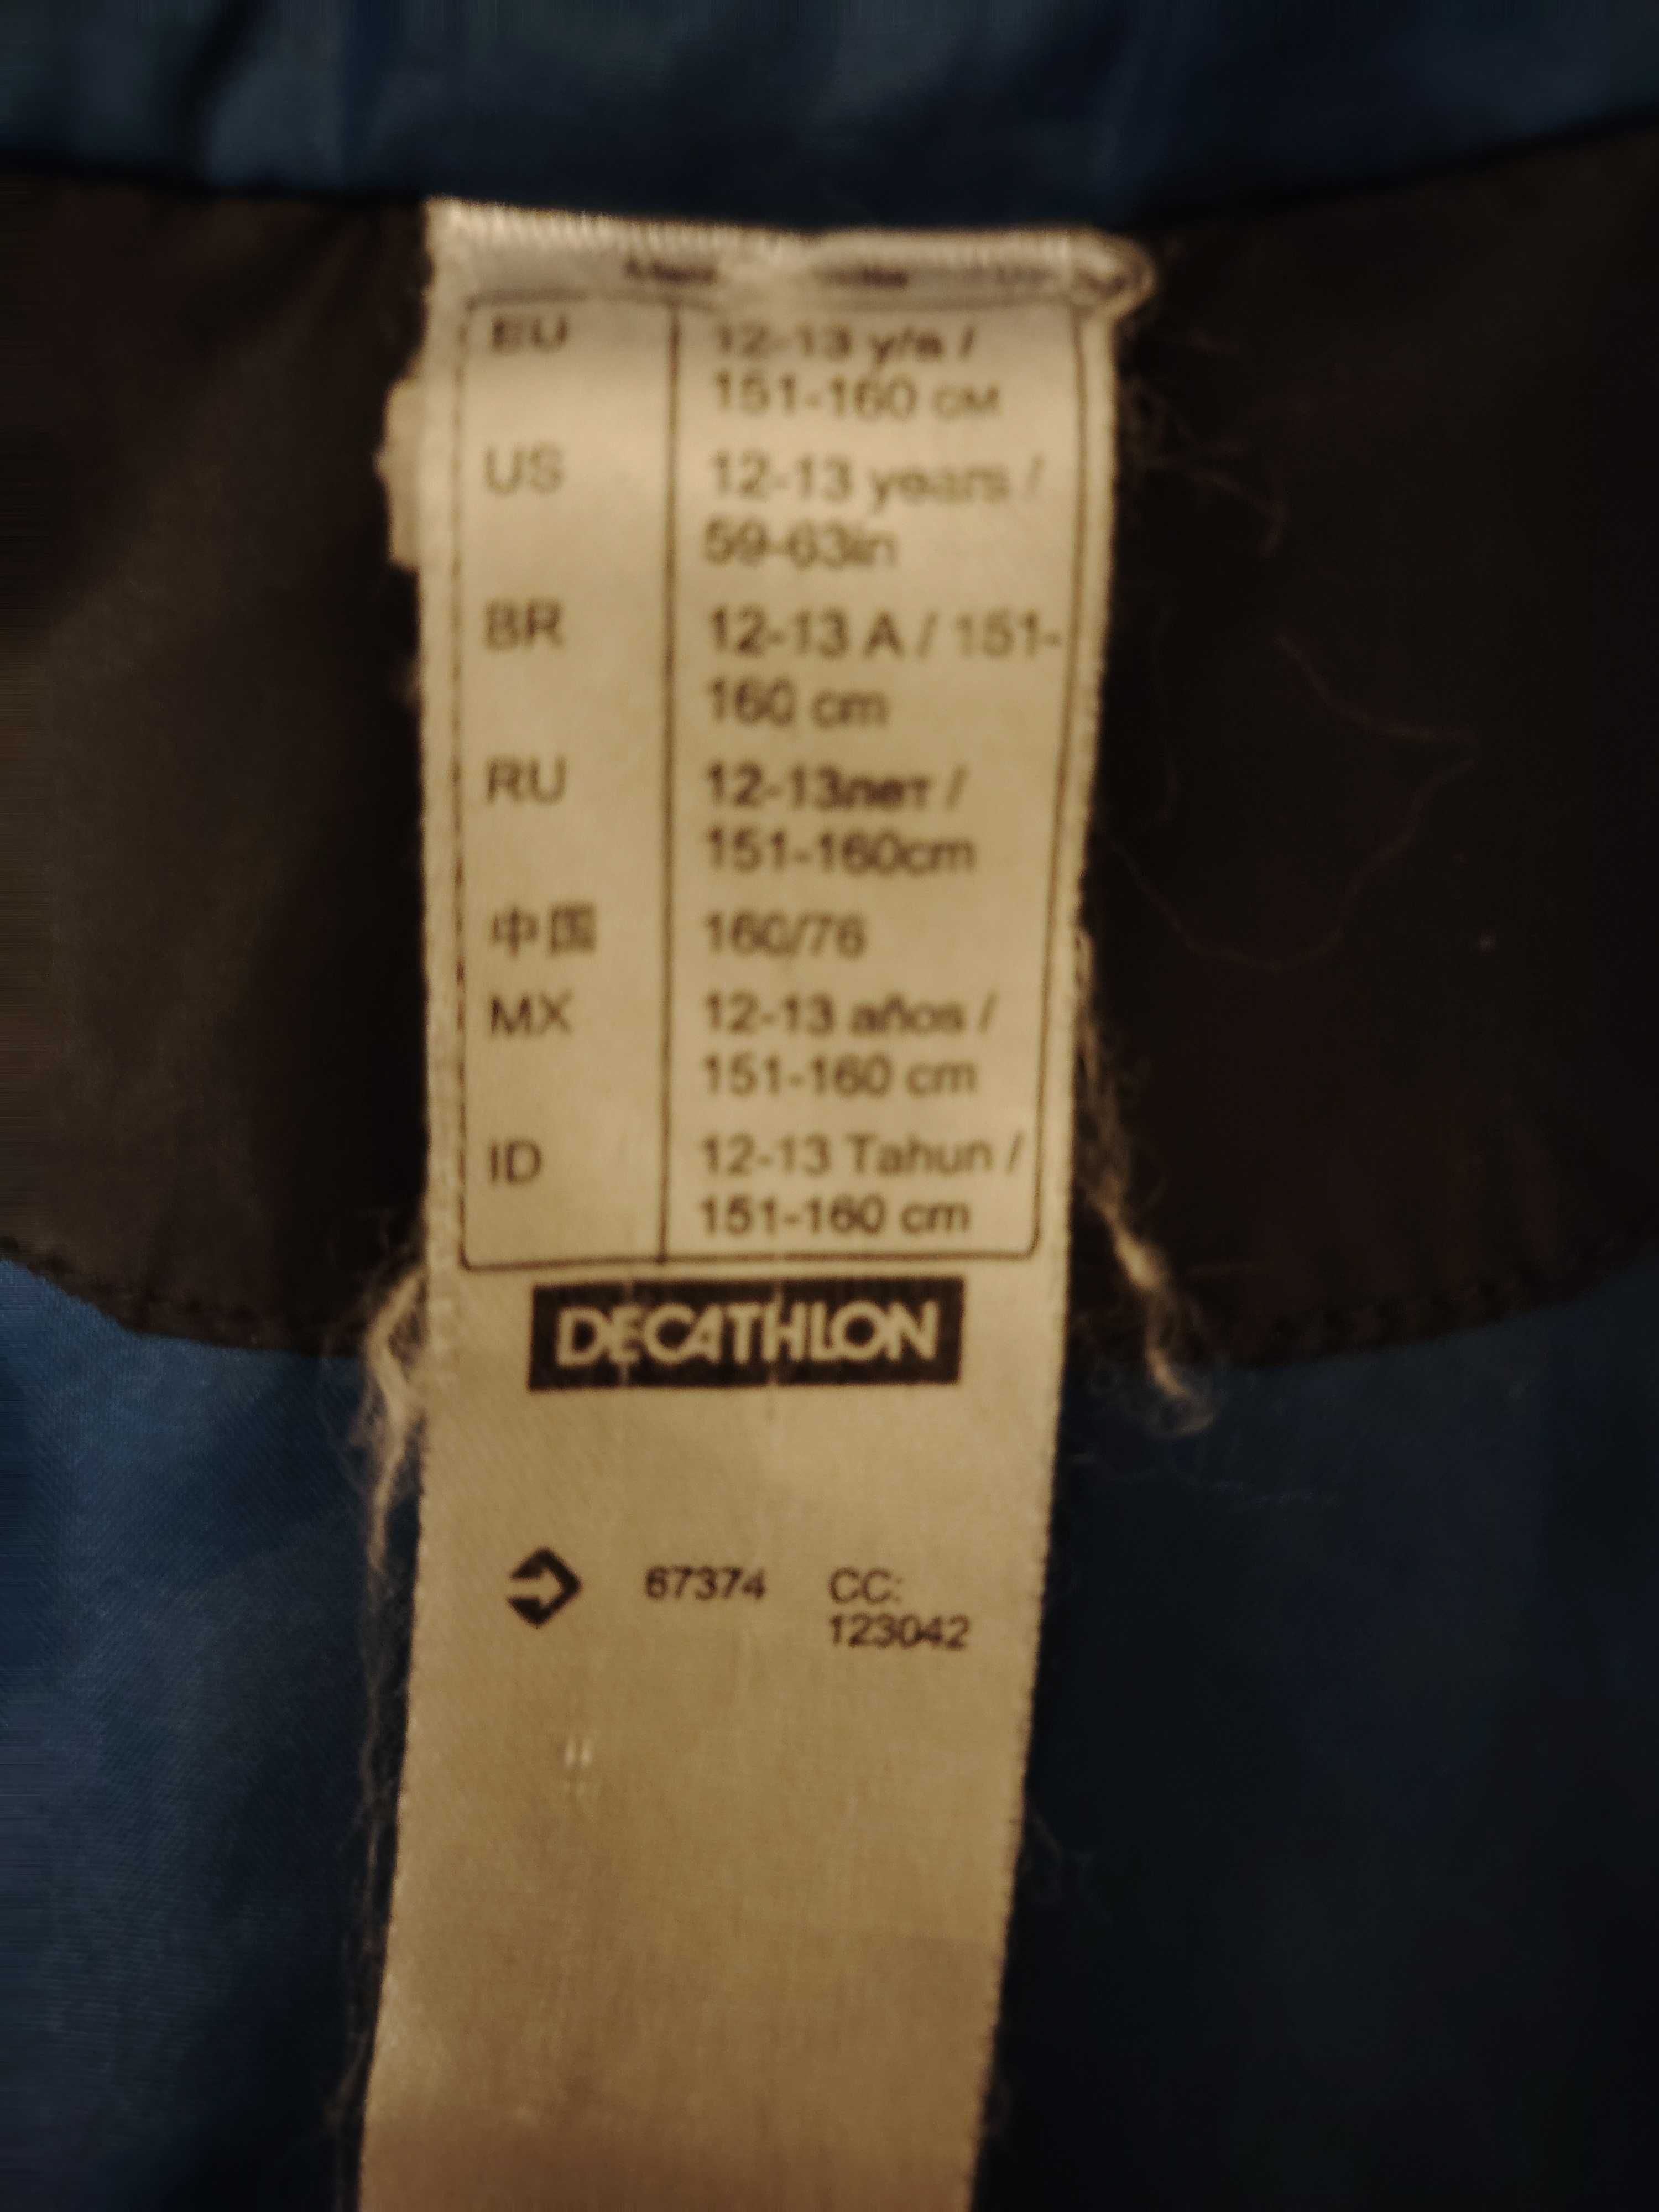 EU 12-13 y/a /
151-160 см
US 12-13 years /
59-63in
BR 12-13 A / 151-
160 cm
RU 12-13лет /
151-160cm
中国 160/76
MX 12-13 años /
151-160 cm
ID 12-13 Tahun /
151-160 cm
DECATHLON
67374 CC:
123042